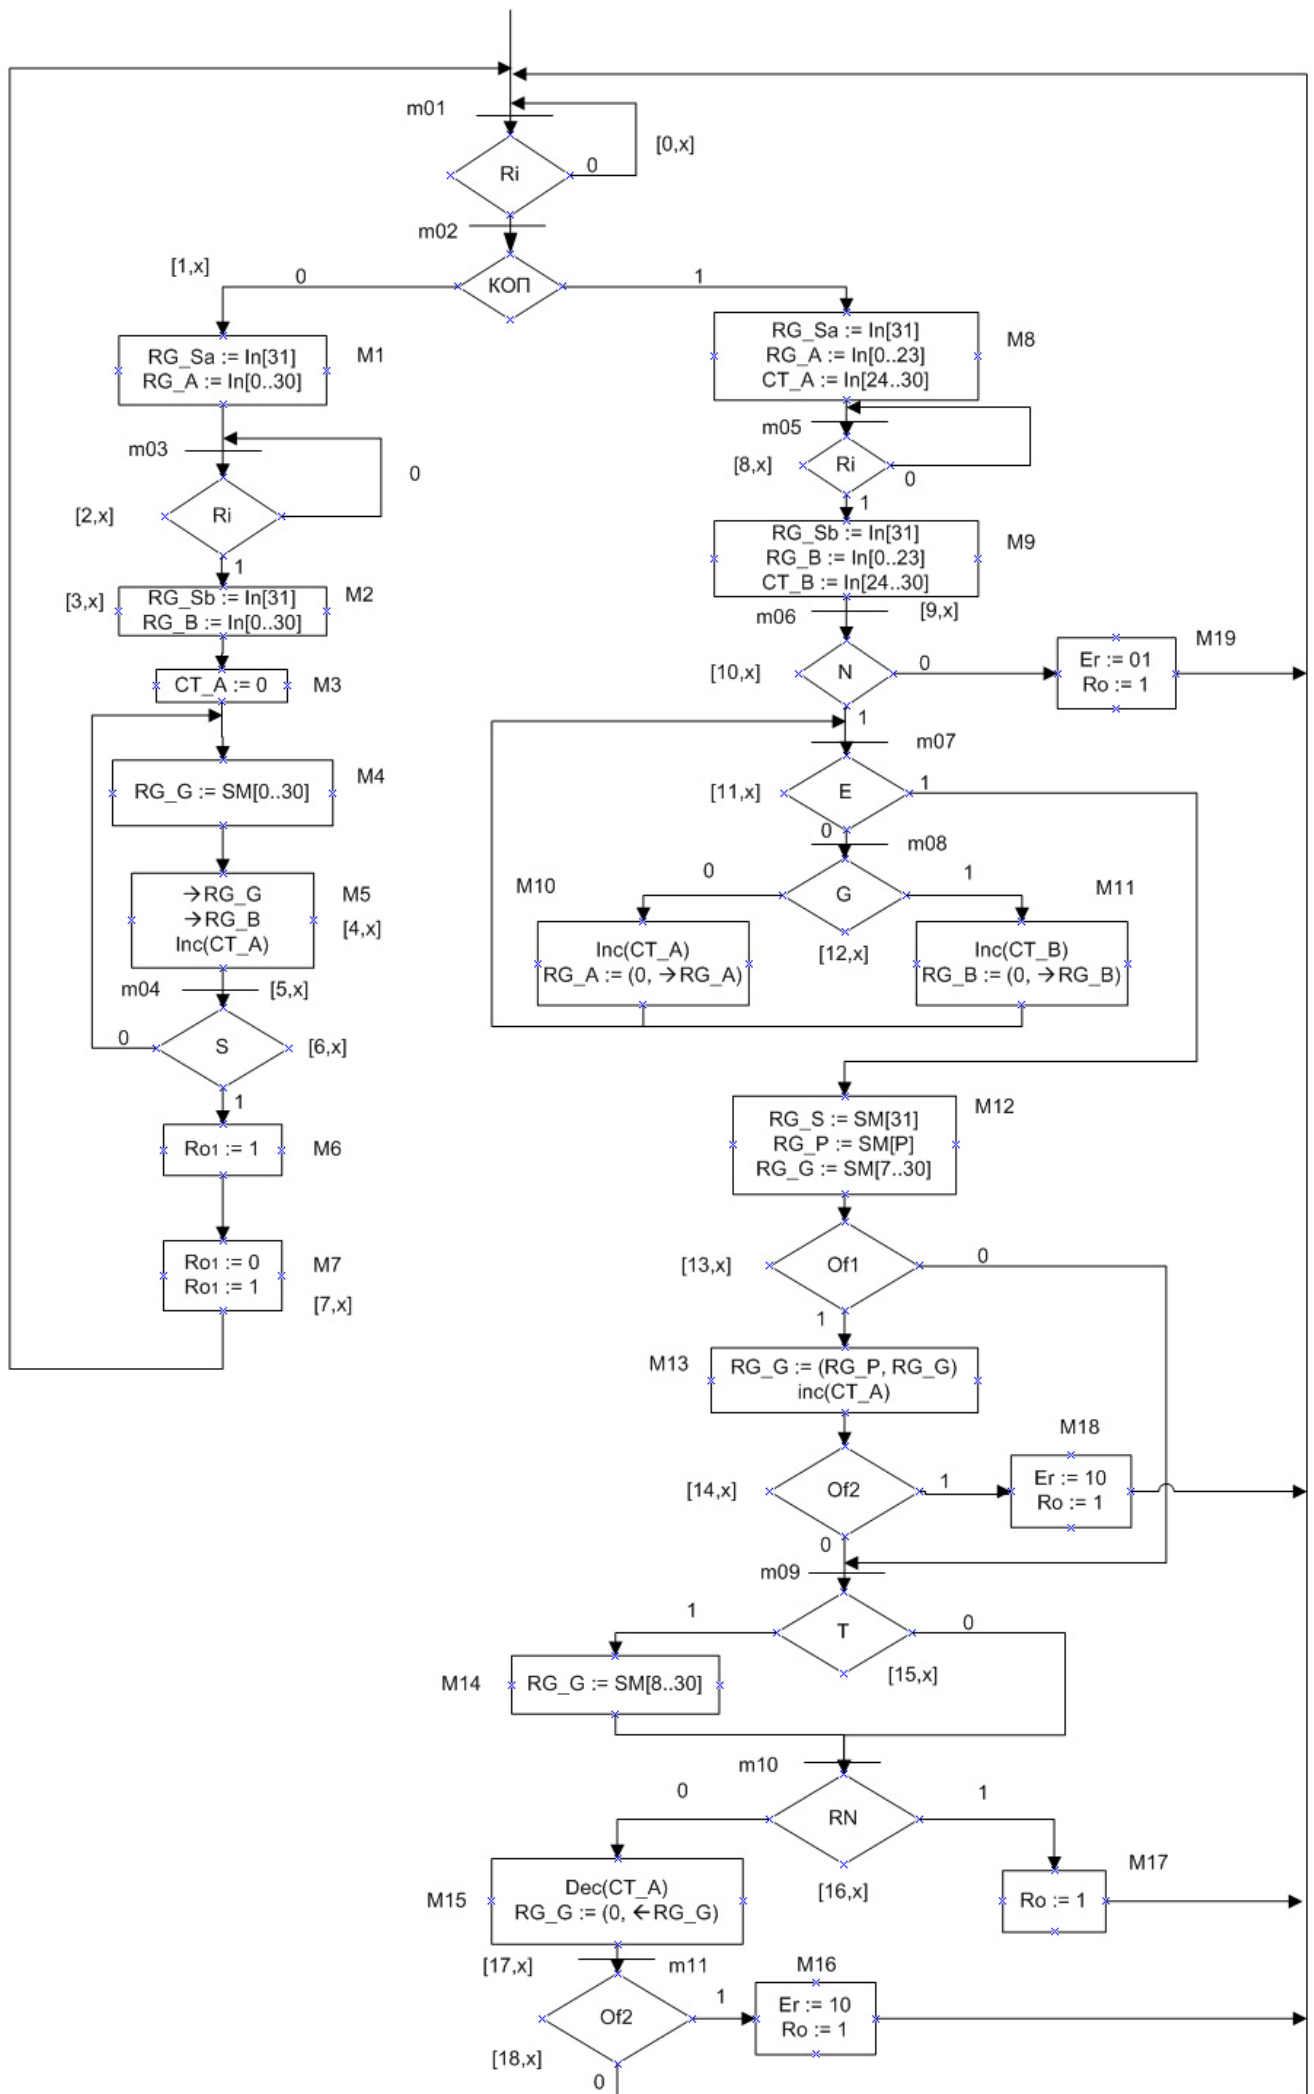 m01
[0,x]
Ri
0
m02
[1,x]
0
КОП
1
RG_Sa := In[31]
RG_A := In[0..30]
M1
RG_Sa := In[31]
RG_A := In[0..23]
CT_A := In[24..30]
M8
m03
0
[2,x]
Ri
1
m05
[8,x]
Ri
0
1
[3,x]
RG_Sb := In[31]
RG_B := In[0..30]
M2
RG_Sb := In[31]
RG_B := In[0..23]
CT_B := In[24..30]
M9
m06
[9,x]
CT_A := 0
M3
[10,x]
N
0
Er := 01
Ro := 1
M19
1
m07
RG_G := SM[0..30]
M4
[11,x]
E
1
0
m08
→RG_G
→RG_B
Inc(CT_A)
M5
[4,x]
M10
0
G
1
M11
[12,x]
Inc(CT_A)
RG_A := (0, →RG_A)
Inc(CT_B)
RG_B := (0, →RG_B)
m04
[5,x]
0
S
[6,x]
1
Ro1 := 1
M6
RG_S := SM[31]
RG_P := SM[P]
RG_G := SM[7..30]
M12
Ro1 := 0
Ro1 := 1
M7
[7,x]
[13,x]
Of1
0
1
M13
RG_G := (RG_P, RG_G)
inc(CT_A)
M18
[14,x]
Of2
1
Er := 10
Ro := 1
0
m09
1
T
0
[15,x]
M14
RG_G := SM[8..30]
m10
0
RN
1
[16,x]
M17
Ro := 1
M15
Dec(CT_A)
RG_G := (0, ←RG_G)
[17,x]
m11
M16
Of2
1
Er := 10
Ro := 1
[18,x]
0